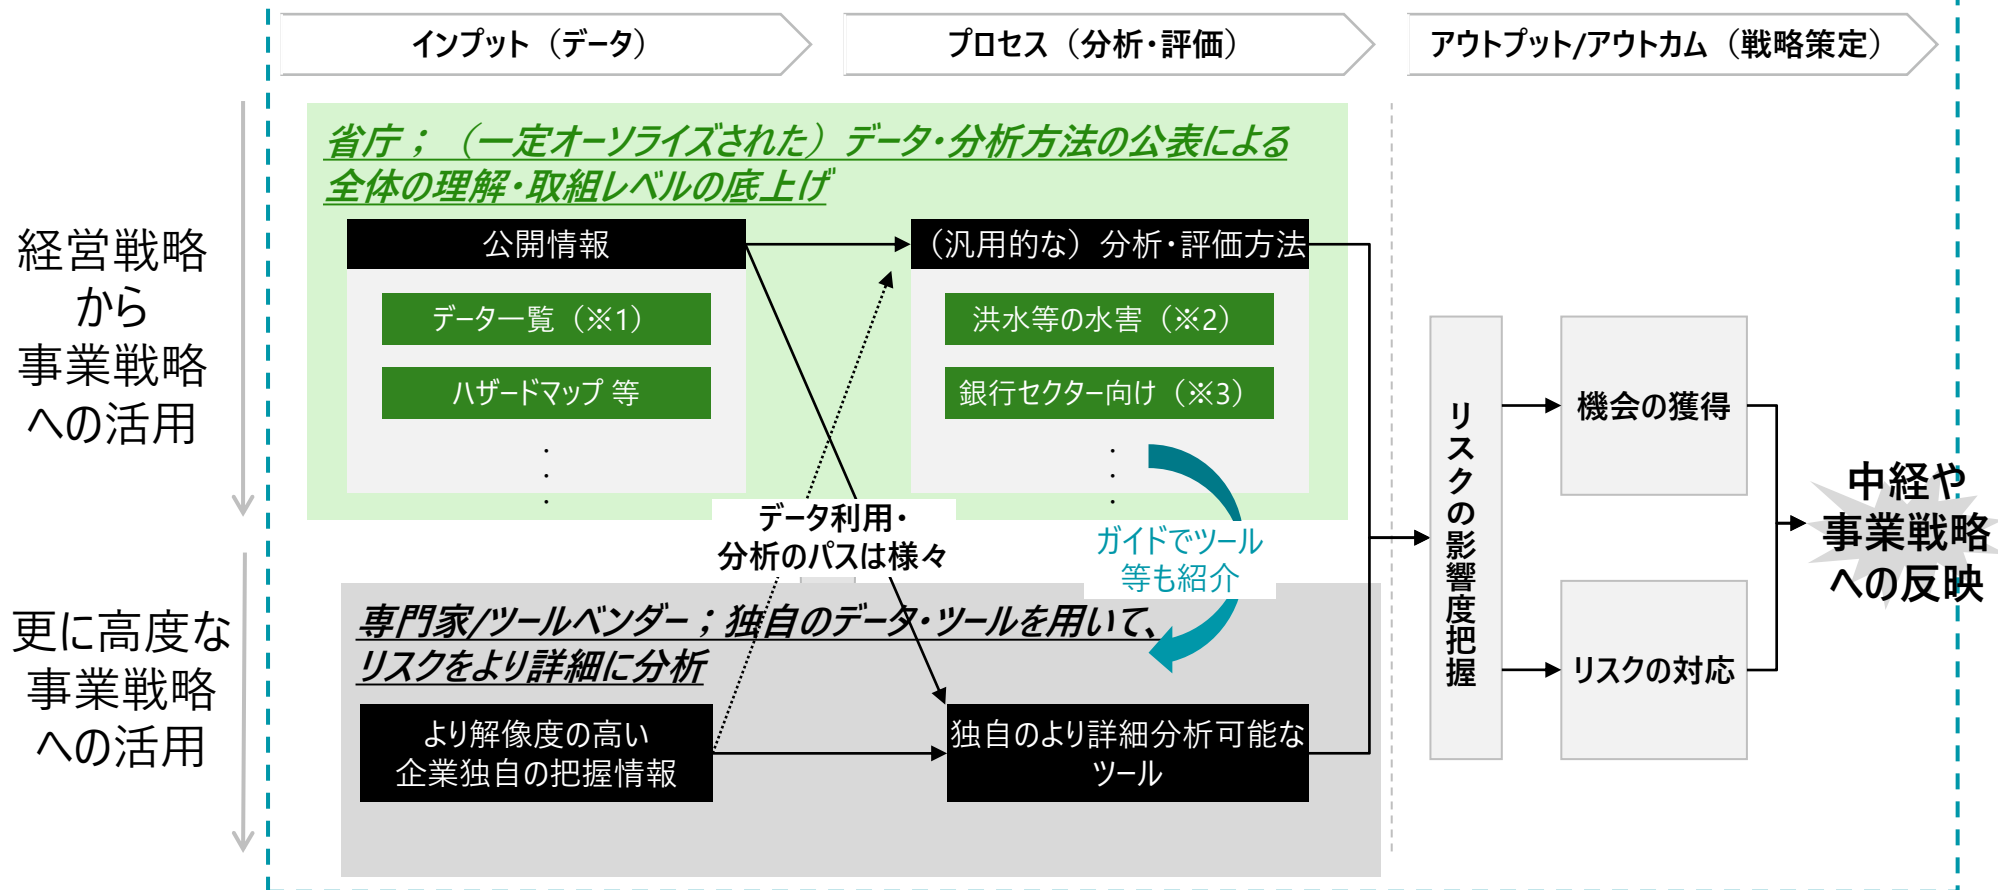 インプット（データ）
プロセス（分析・評価）
アウトプット/アウトカム（戦略策定）
経営戦略
から
事業戦略
への活用
更に高度な
事業戦略
への活用
省庁；（一定オーソライズされた）データ・分析方法の公表による
全体の理解・取組レベルの底上げ
公開情報
データ一覧（※1）
ハザードマップ 等
・
・
・
（汎用的な）分析・評価方法
洪水等の水害（※2）
銀行セクター向け（※3）
・
・
・
データ利用・
分析のパスは様々
ガイドでツール
等も紹介
専門家/ツールベンダー；独自のデータ・ツールを用いて、
リスクをより詳細に分析
より解像度の高い
企業独自の把握情報
独自のより詳細分析可能な
ツール
リスクの影響度把握
機会の獲得
リスクの対応
中経や
事業戦略
への反映